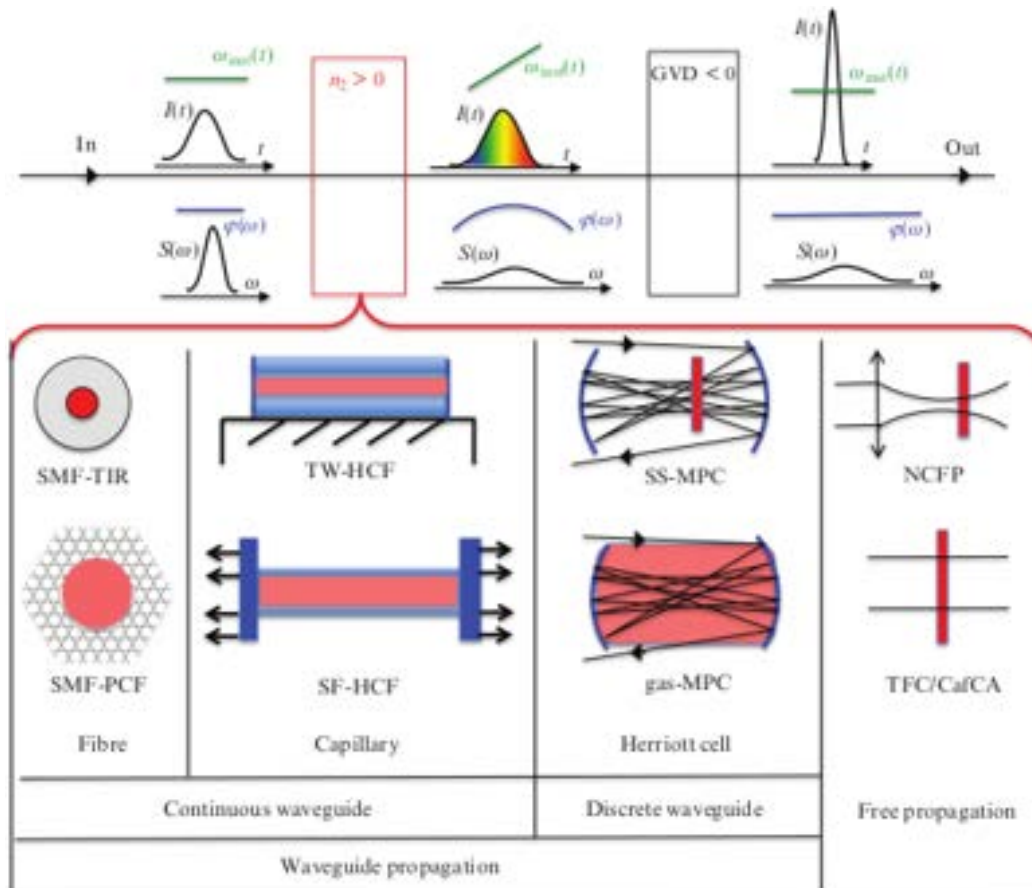 ω_inst(t)
n₂ > 0
ω_inst(t)
GVD < 0
I(t)
ω_inst(t)
I(t)
I(t)
In
t
t
t
Out
φ(ω)
φ(ω)
φ(ω)
S(ω)
S(ω)
S(ω)
ω
ω
ω
SMF-TIR
TW-HCF
SS-MPC
NCFP
SMF-PCF
SF-HCF
gas-MPC
TFC/CafCA
Fibre
Capillary
Herriott cell
Continuous waveguide
Discrete waveguide
Free propagation
Waveguide propagation